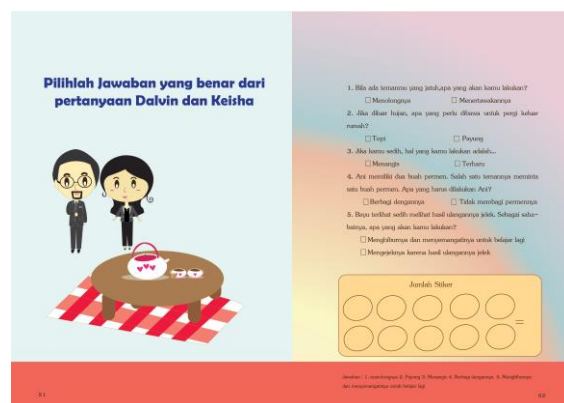 Pilihlah Jawaban yang benar dari
pertanyaan Dalvin dan Keisha
1. Bila ada temanmu yang jatuh,apa yang akan kamu lakukan?
Menolongnya Menertawakannya
2. Jika diluar hujan, apa yang perlu dibawa untuk pergi keluar
rumah?
Topi Payung
3. Jika kamu sedih, hal yang kamu lakukan adalah...
Menangis Terharu
4. Ani memiliki dua buah permen. Salah satu temannya meminta
satu buah permen. Apa yang harus dilakukan Ani?
Berbagi dengannya Tidak membagi permennya
5. Bayu terlihat sedih melihat hasil ulangannya jelek. Sebagai saha-
batnya, apa yang akan kamu lakukan?
Menghiburnya dan menyemangatinya untuk belajar lagi
Mengejeknya karena hasil ulangannya jelek
Jumlah Stiker
=
Jawaban : 1. menolongnya 2. Payung 3. Menangis 4. Berbagi dengannya 5. Menghiburnya
dan menyemangatinya untuk belajar lagi